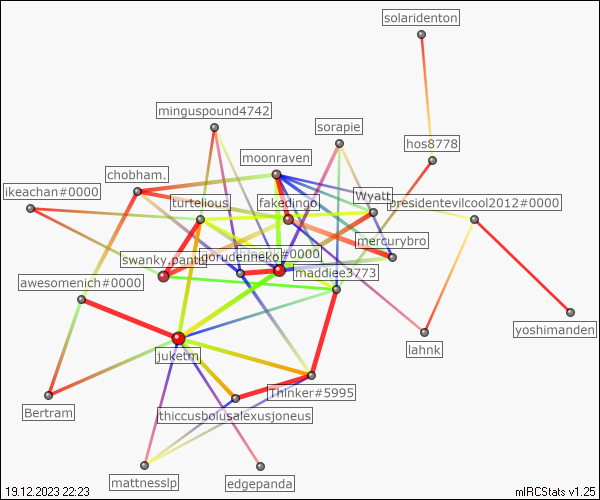 solaridenton
minguspound4742
sorapie
hos8778
moonraven
chobham.
ikeachan#0000
Wyatt
turtelious
fakedingo
presidentevilcool2012#0000
mercurybro
gorudenneko#0000
swanky.pants
maddiee3773
awesomenich#0000
yoshimanden
lahnk
juketm
Thinker#5995
Bertram
thiccusboiusalexusjoneus
mattnesslp
edgepanda
19.12.2023 22:23
mIRCStats v1.25